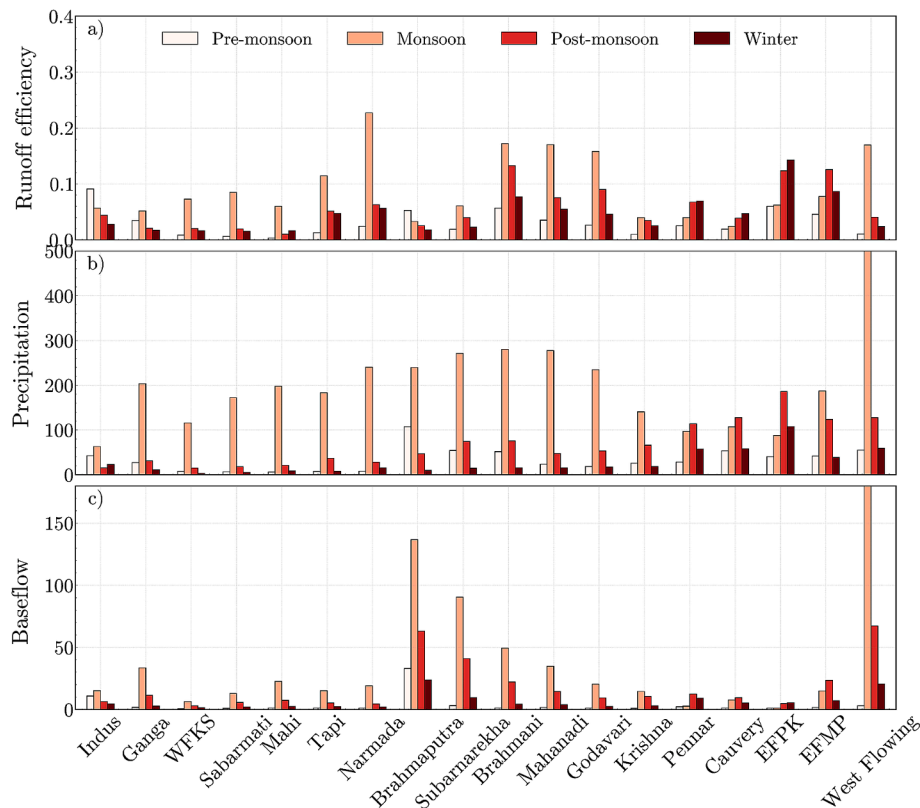 a)
Pre-monsoon Monsoon Post-monsoon Winter
Runoff efficiency
0.4
0.3
0.2
0.1
0.0
b)
Precipitation
500
400
300
200
100
0
c)
Baseflow
150
100
50
0
Indus Ganga WFKS Sabarmati Mahi Tapi Narmada Brahmaputra Subarnarekha Brahmani Mahanadi Godavari Krishna Pennar Cauvery EFPK EFMP West Flowing